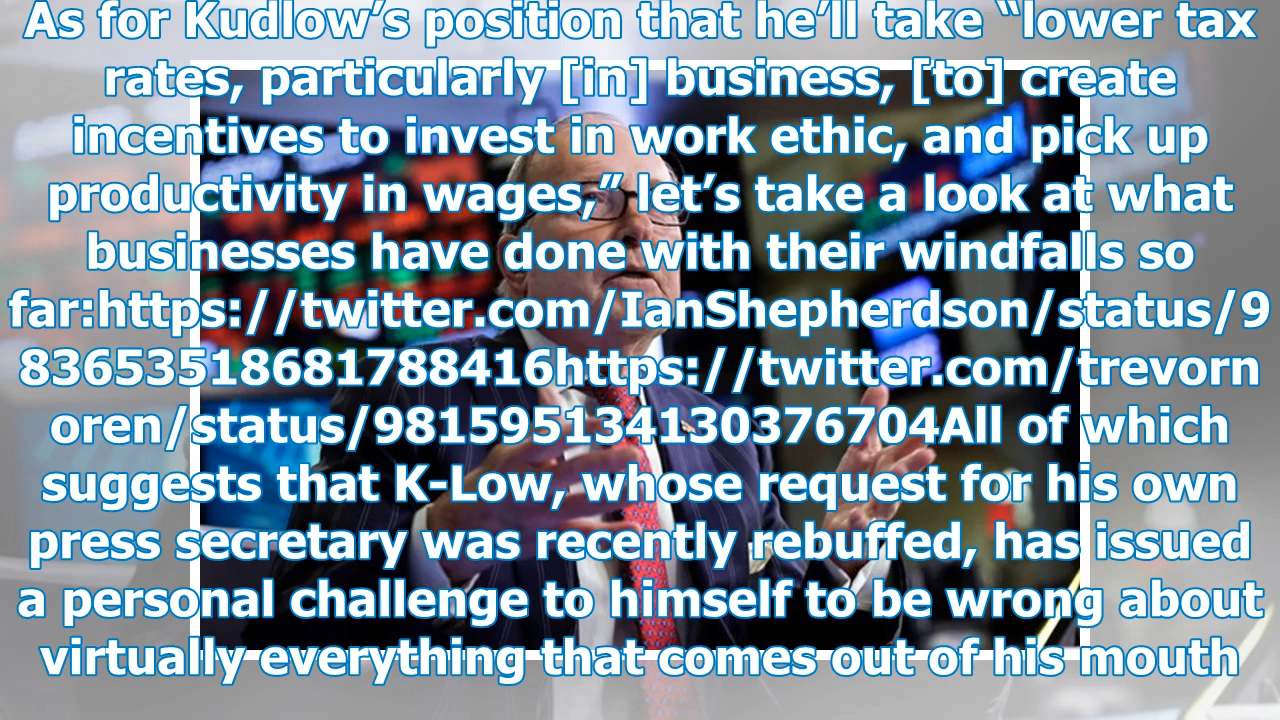 As for Kudlow’s position that he’ll take “lower tax
rates, particularly [in] business, [to] create
incentives to invest in work ethic, and pick up
productivity in wages,” let’s take a look at what
businesses have done with their windfalls so
far:https://twitter.com/IanShepherdson/status/9
83653518681788416https://twitter.com/trevorn
oren/status/981595134130376704All of which
suggests that K-Low, whose request for his own
press secretary was recently rebuffed, has issued
a personal challenge to himself to be wrong about
virtually everything that comes out of his mouth